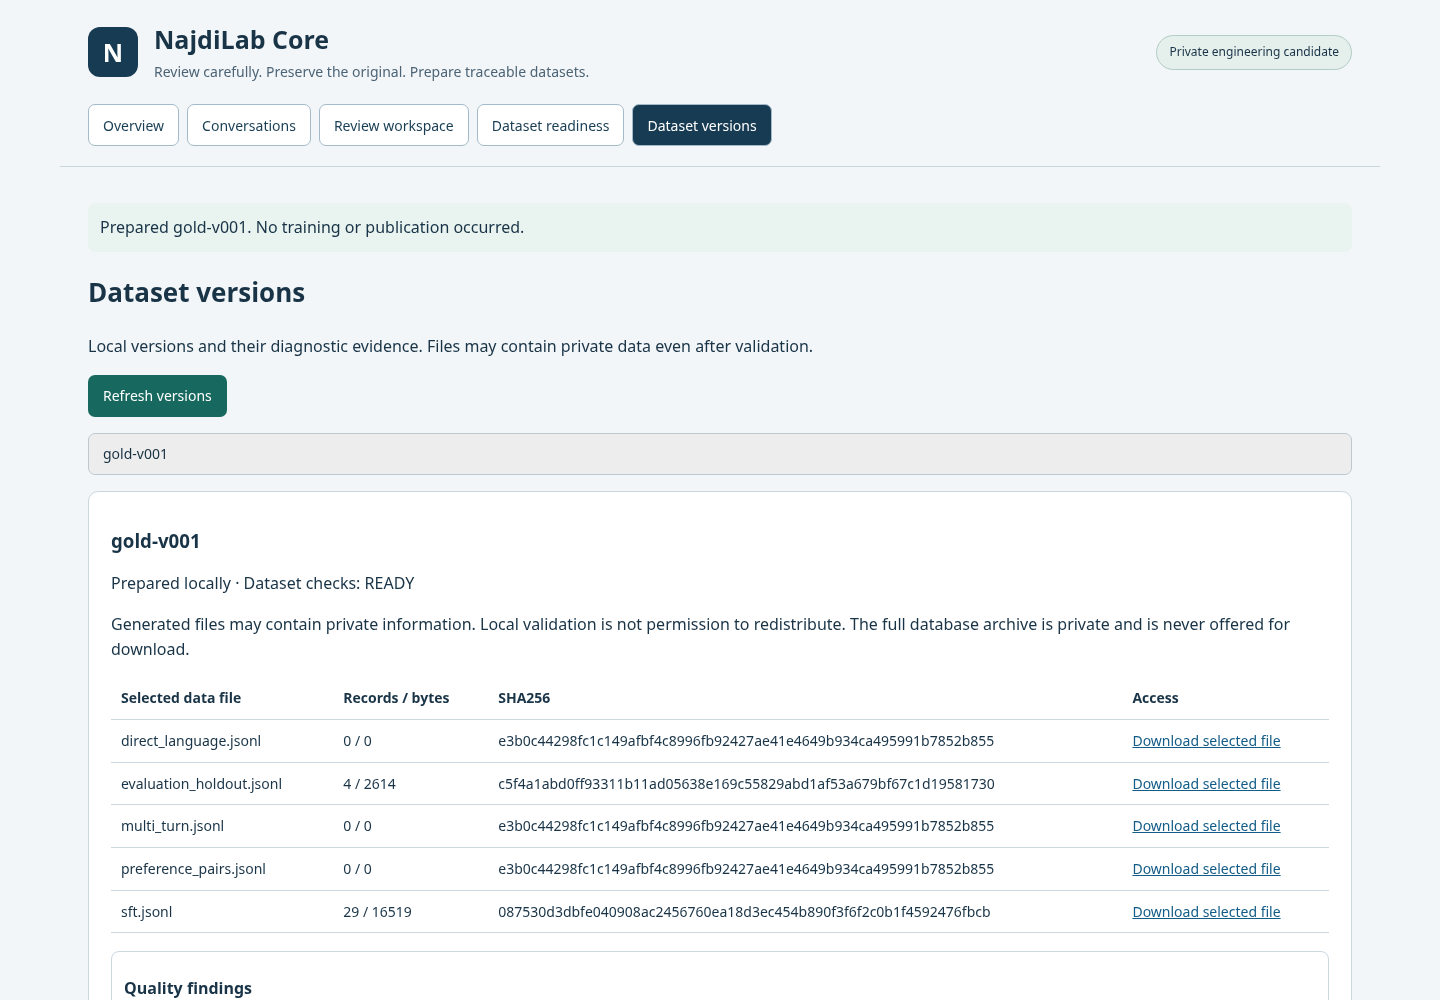 N
NajdiLab Core
Review carefully. Preserve the original. Prepare traceable datasets.
Private engineering candidate
Overview
Conversations
Review workspace
Dataset readiness
Dataset versions
Prepared gold-v001. No training or publication occurred.
Dataset versions
Local versions and their diagnostic evidence. Files may contain private data even after validation.
Refresh versions
gold-v001
gold-v001
Prepared locally · Dataset checks: READY
Generated files may contain private information. Local validation is not permission to redistribute. The full database archive is private and is never offered for
download.
Selected data file Records / bytes SHA256 Access
direct_language.jsonl 0 / 0 e3b0c44298fc1c149afbf4c8996fb92427ae41e4649b934ca495991b7852b855 Download selected file
evaluation_holdout.jsonl 4 / 2614 c5f4a1abd0ff93311b11ad05638e169c55829abd1af53a679bf67c1d19581730 Download selected file
multi_turn.jsonl 0 / 0 e3b0c44298fc1c149afbf4c8996fb92427ae41e4649b934ca495991b7852b855 Download selected file
preference_pairs.jsonl 0 / 0 e3b0c44298fc1c149afbf4c8996fb92427ae41e4649b934ca495991b7852b855 Download selected file
sft.jsonl 29 / 16519 087530d3dbfe040908ac2456760ea18d3ec454b890f3f6f2c0b1f4592476fbcb Download selected file
Quality findings